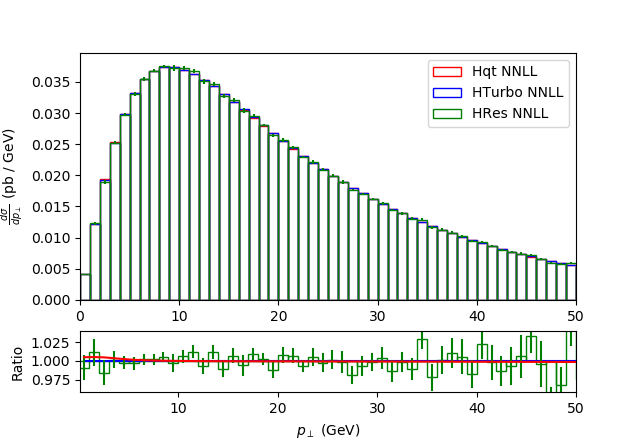 Hqt NNLL
HTurbo NNLL
HRes NNLL
dσ/dp⊥ (pb / GeV)
0.035
0.030
0.025
0.020
0.015
0.010
0.005
0.000
0 10 20 30 40 50
Ratio
1.025
1.000
0.975
10 20 30 40 50
p⊥ (GeV)